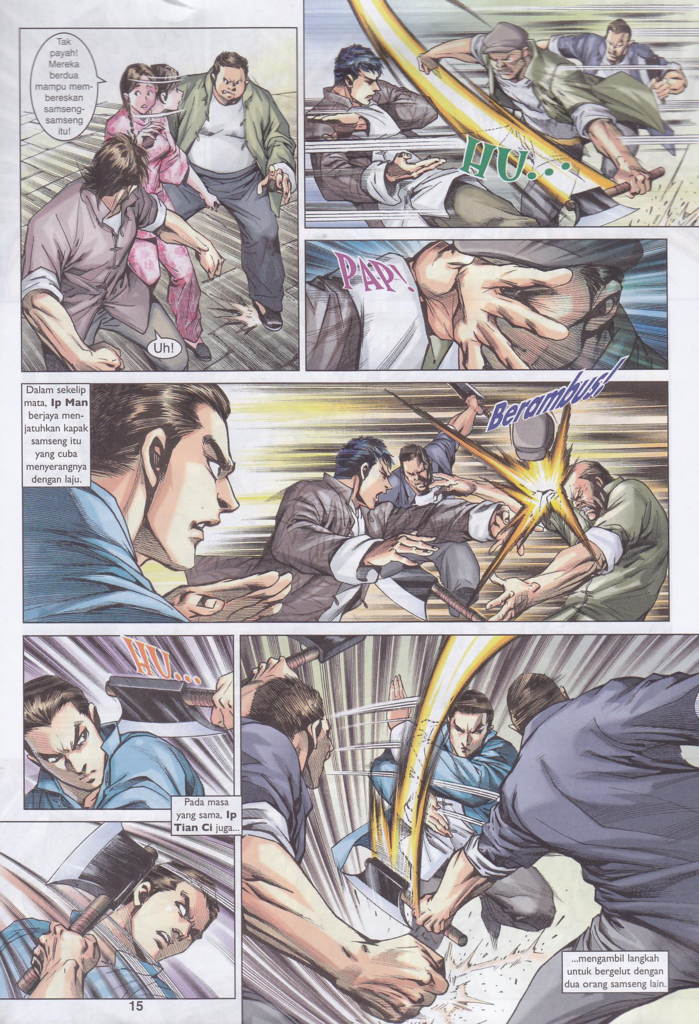 Tak
payah!
Mereka
berdua
mampu mem-
bereskan
samseng-
samseng
itu!
Uh!
HU...
PAP!
Dalam sekelip
mata, Ip Man
berjaya men-
jatuhkan kapak
samseng itu
yang cuba
menyerangnya
dengan laju.
Berambus!
HU...
Pada masa
yang sama, Ip
Tian Ci juga...
...mengambil langkah
untuk bergelut dengan
dua orang samseng lain.
15